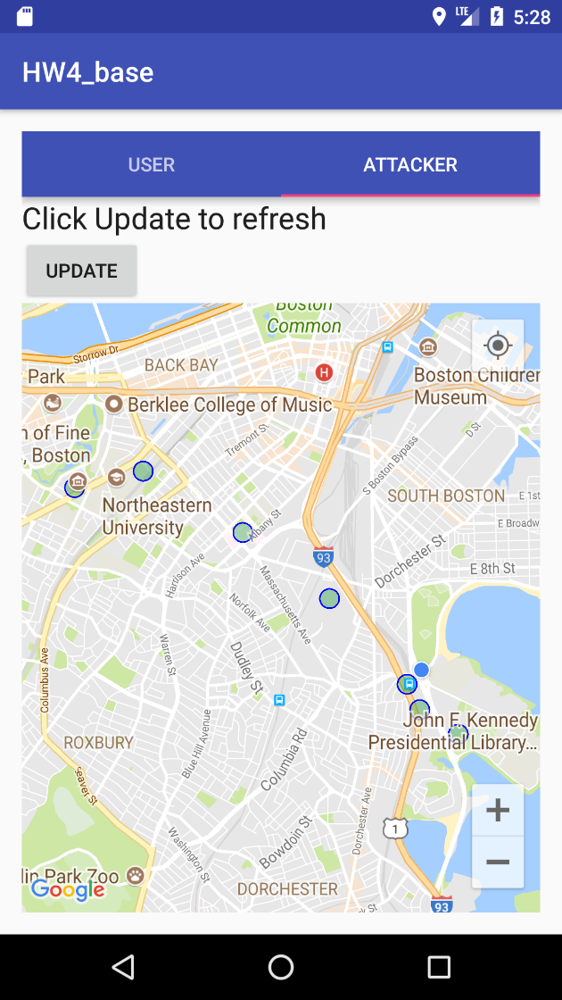 LTE 5:28
HW4_base
USER ATTACKER
Click Update to refresh
UPDATE
Boston
Common
Storrow Dr
BACK BAY
H
Park
Boston Children
Museum
Berklee College of Music
n of Fine
, Boston
Tremont St
D St
S Boston Bypass
SOUTH BOSTON
E 1st
Northeastern
University
Albany St
E Broadw
93
Dorchester St
E 8th St
Harrison Ave
Massachusetts Ave
Norfolk Ave
Warren St
Dudley St
Columbus Ave
John F. Kennedy
Presidential Library...
ROXBURY
Blue Hill Avenue
Columbia Rd
Seaver St
Dorchester Ave
1
Washington St
Bowdoin St
lin Park Zoo
Google
DORCHESTER
93
St